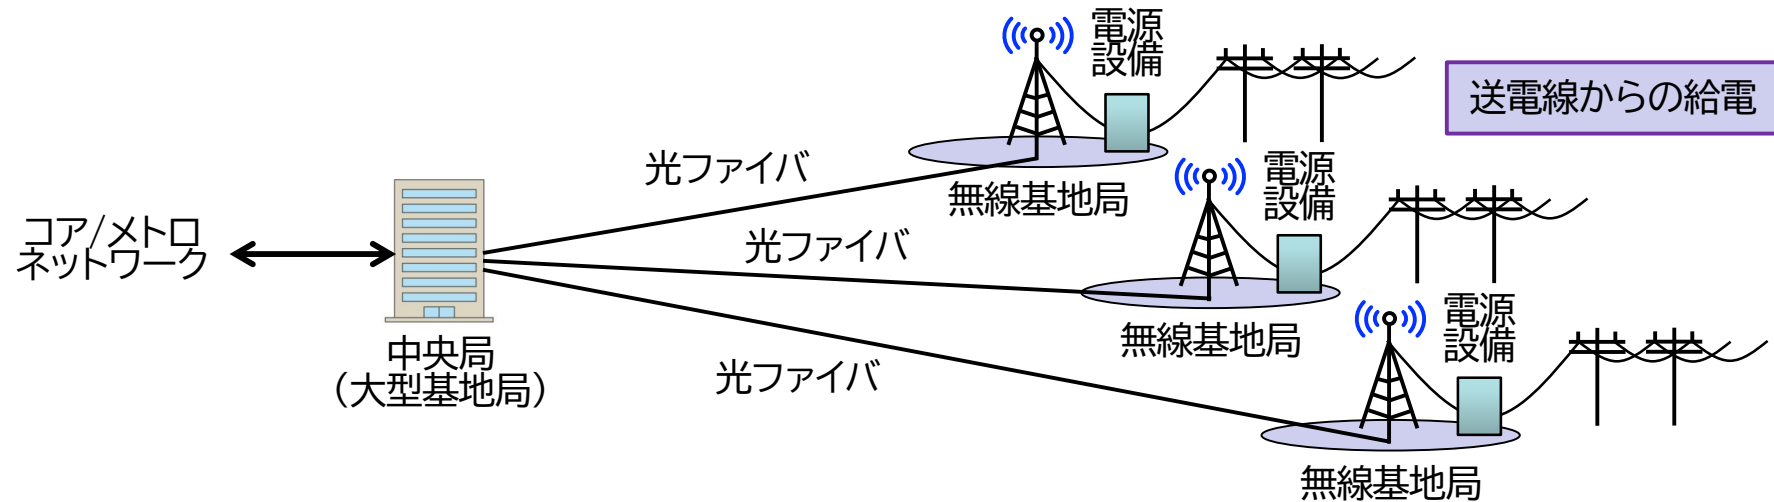 電源
設備
送電線からの給電
光ファイバ
無線基地局
電源
設備
コア/メトロ
ネットワーク
光ファイバ
無線基地局
電源
設備
中央局
（大型基地局）
光ファイバ
無線基地局